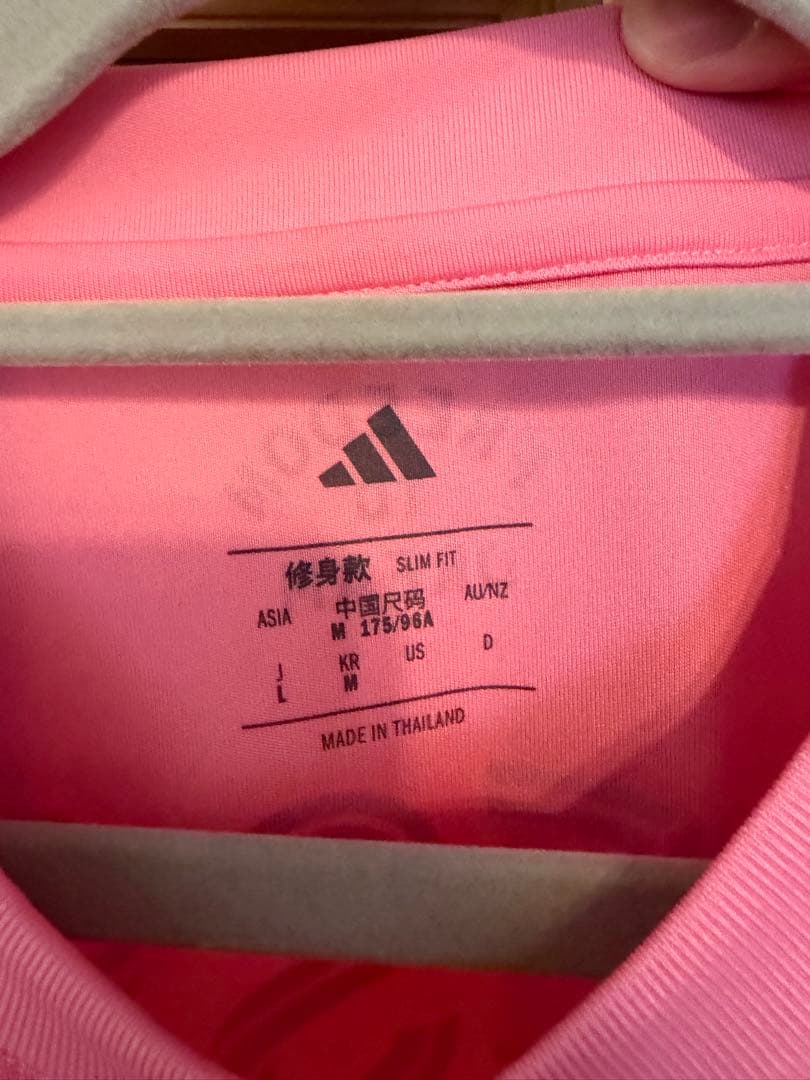 修身款 SLIM FIT
ASIA 中国尺码 AU/NZ
M 175/96A
J KR US D
L M
MADE IN THAILAND